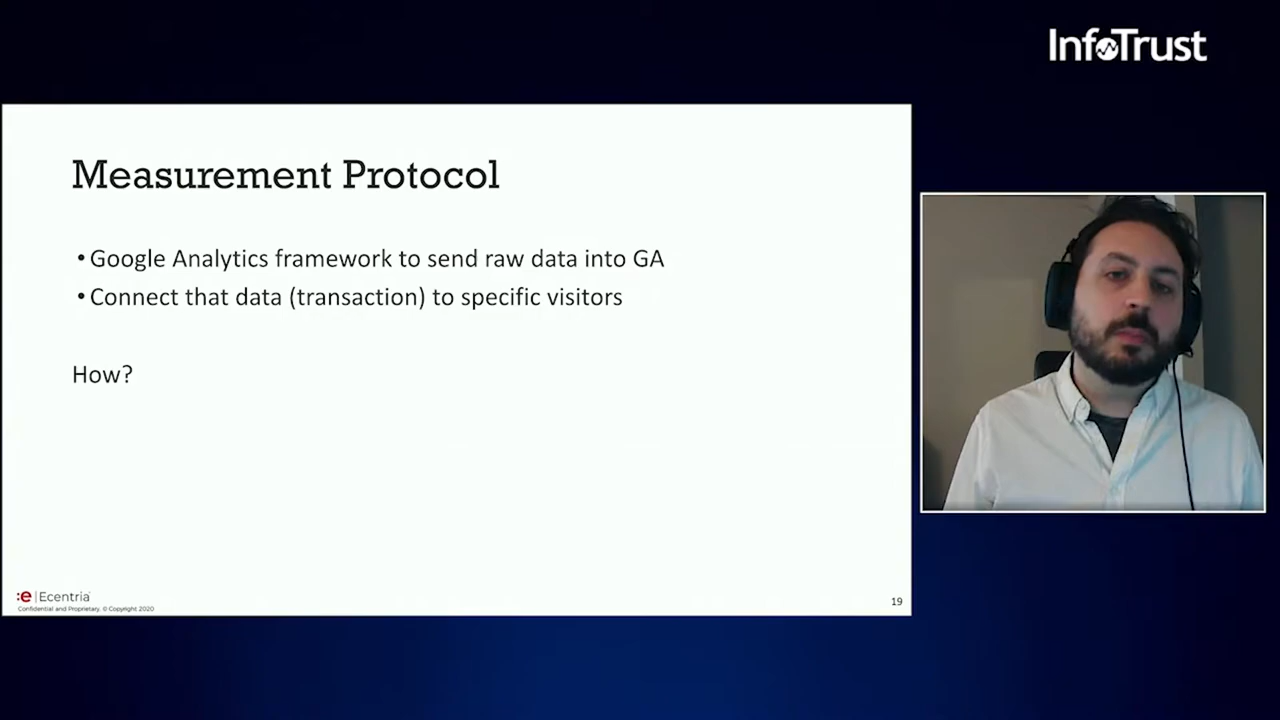 InfoTrust
Measurement Protocol
• Google Analytics framework to send raw data into GA
• Connect that data (transaction) to specific visitors
How?
:e | Ecentria
Confidential and Proprietary. © Copyright 2020
19